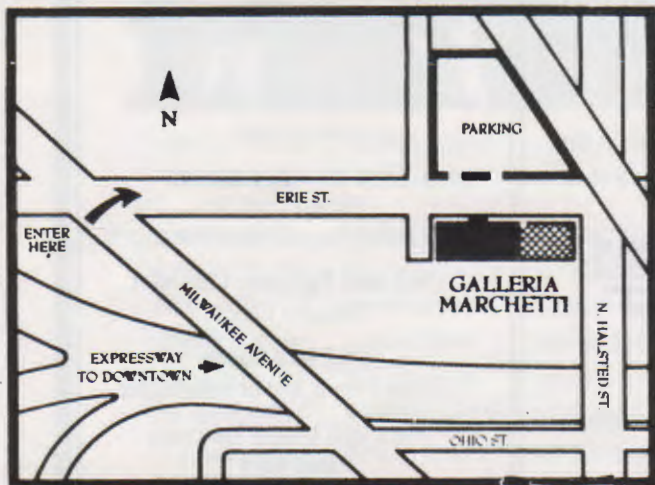 N
PARKING
ERIE ST.
ENTER
HERE
GALLERIA
MARCHETTI
MILWAUKEE AVENUE
N. HALSTED ST.
EXPRESSWAY
TO DOWNTOWN
OHIO ST.